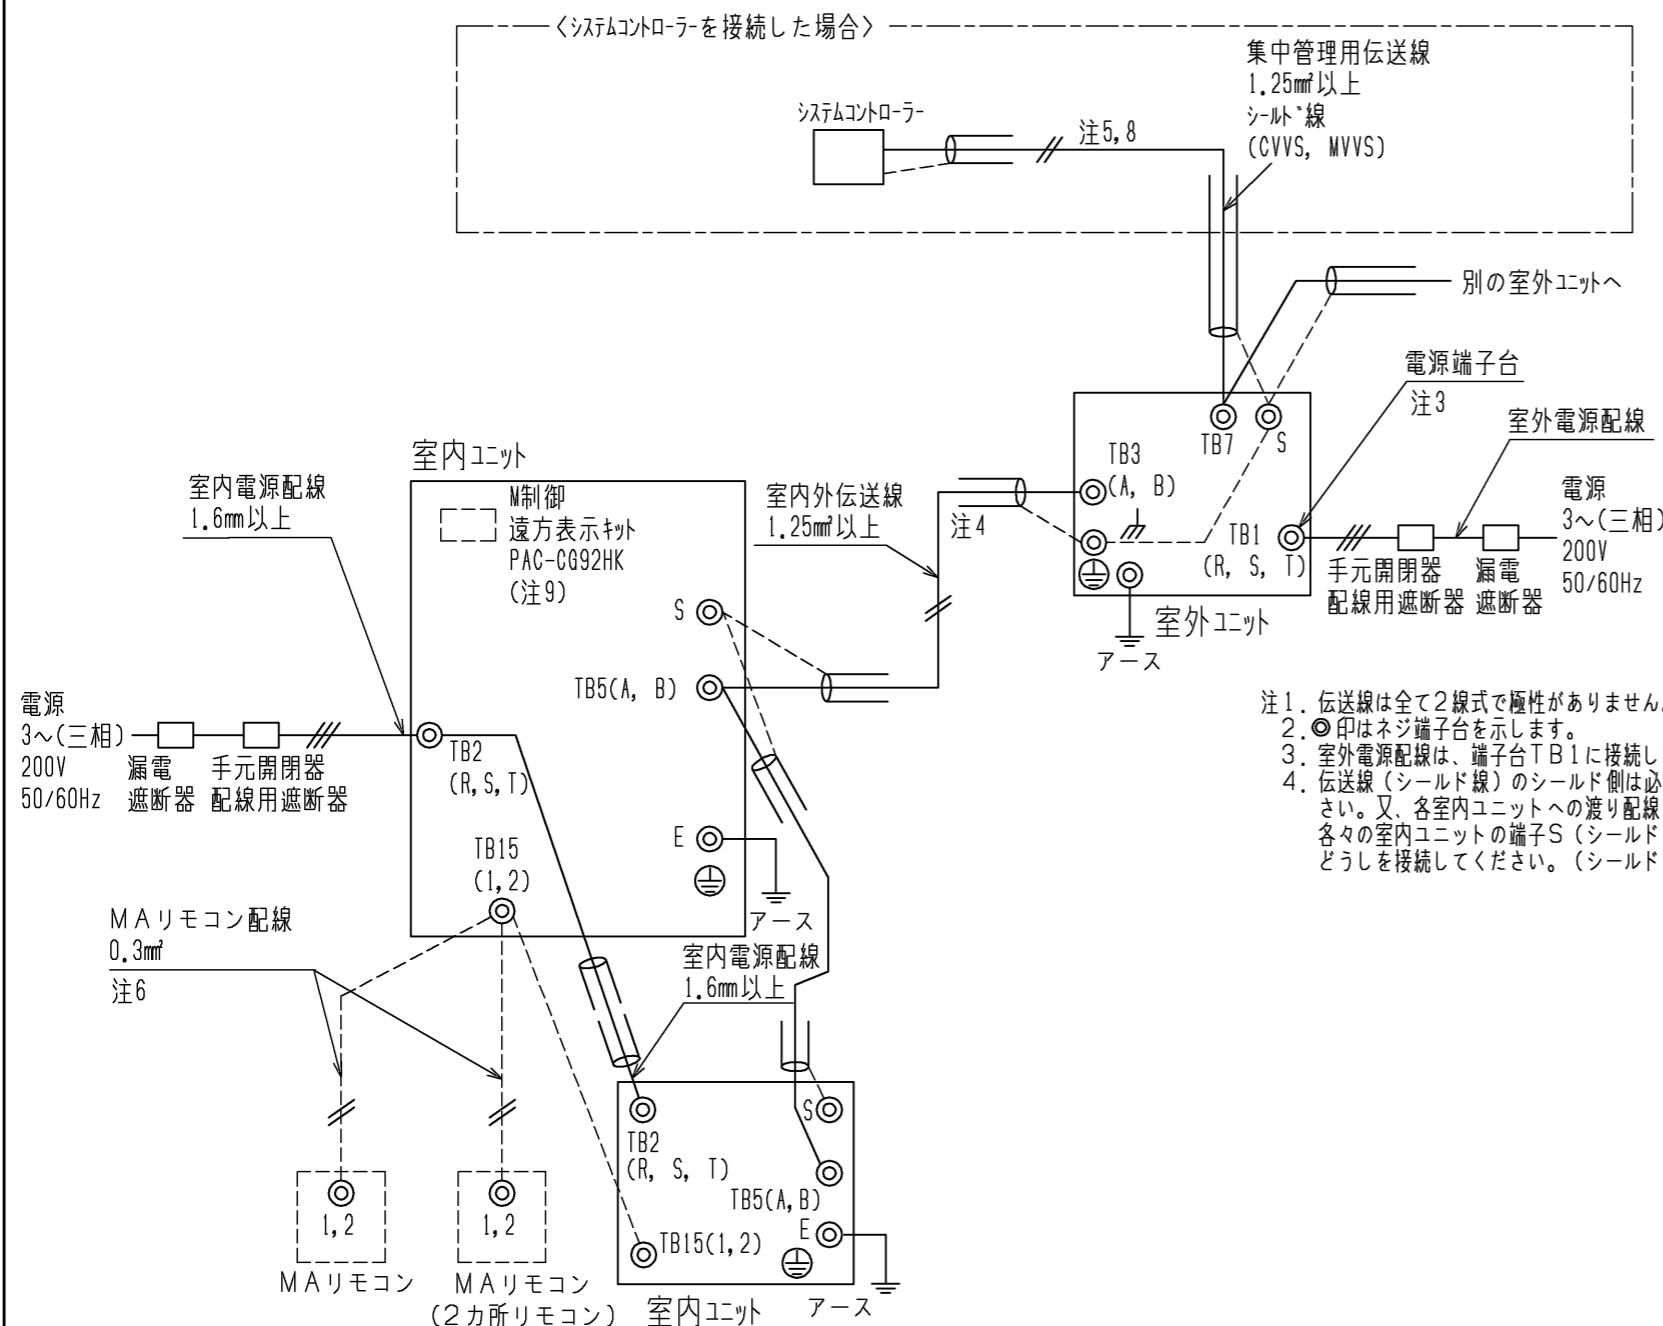 〈システムコントローラーを接続した場合〉
集中管理用伝送線
1.25㎟以上
シールド線
(CVVS, MVVS)
システムコントローラー
注5,8
別の室外ユニットへ
電源端子台
注3
室外電源配線
電源
3～(三相)
200V
50/60Hz
TB7
S
TB3
(A, B)
TB1
(R, S, T)
手元開閉器
配線用遮断器
漏電
遮断器
室外ユニット
アース
室内外伝送線
1.25㎟以上
注4
室内ユニット
M制御
遠方表示キット
PAC-CG92HK
(注9)
室内電源配線
1.6mm以上
S
TB5(A, B)
電源
3～(三相)
200V
50/60Hz
漏電
遮断器
手元開閉器
配線用遮断器
TB2
(R,S,T)
E
アース
TB15
(1,2)
注1. 伝送線は全て2線式で極性がありません。
2. ◎印はネジ端子台を示します。
3. 室外電源配線は、端子台TB1に接続し
4. 伝送線（シールド線）のシールド側は必
さい。又、各室内ユニットへの渡り配線
各々の室内ユニットの端子S（シールド
どうしを接続してください。（シールド
MAリモコン配線
0.3㎟
注6
室内電源配線
1.6mm以上
TB2
(R, S, T)
S
TB5(A,B)
E
TB15(1,2)
室内ユニット
アース
1,2
MAリモコン
1,2
MAリモコン
(2カ所リモコン)